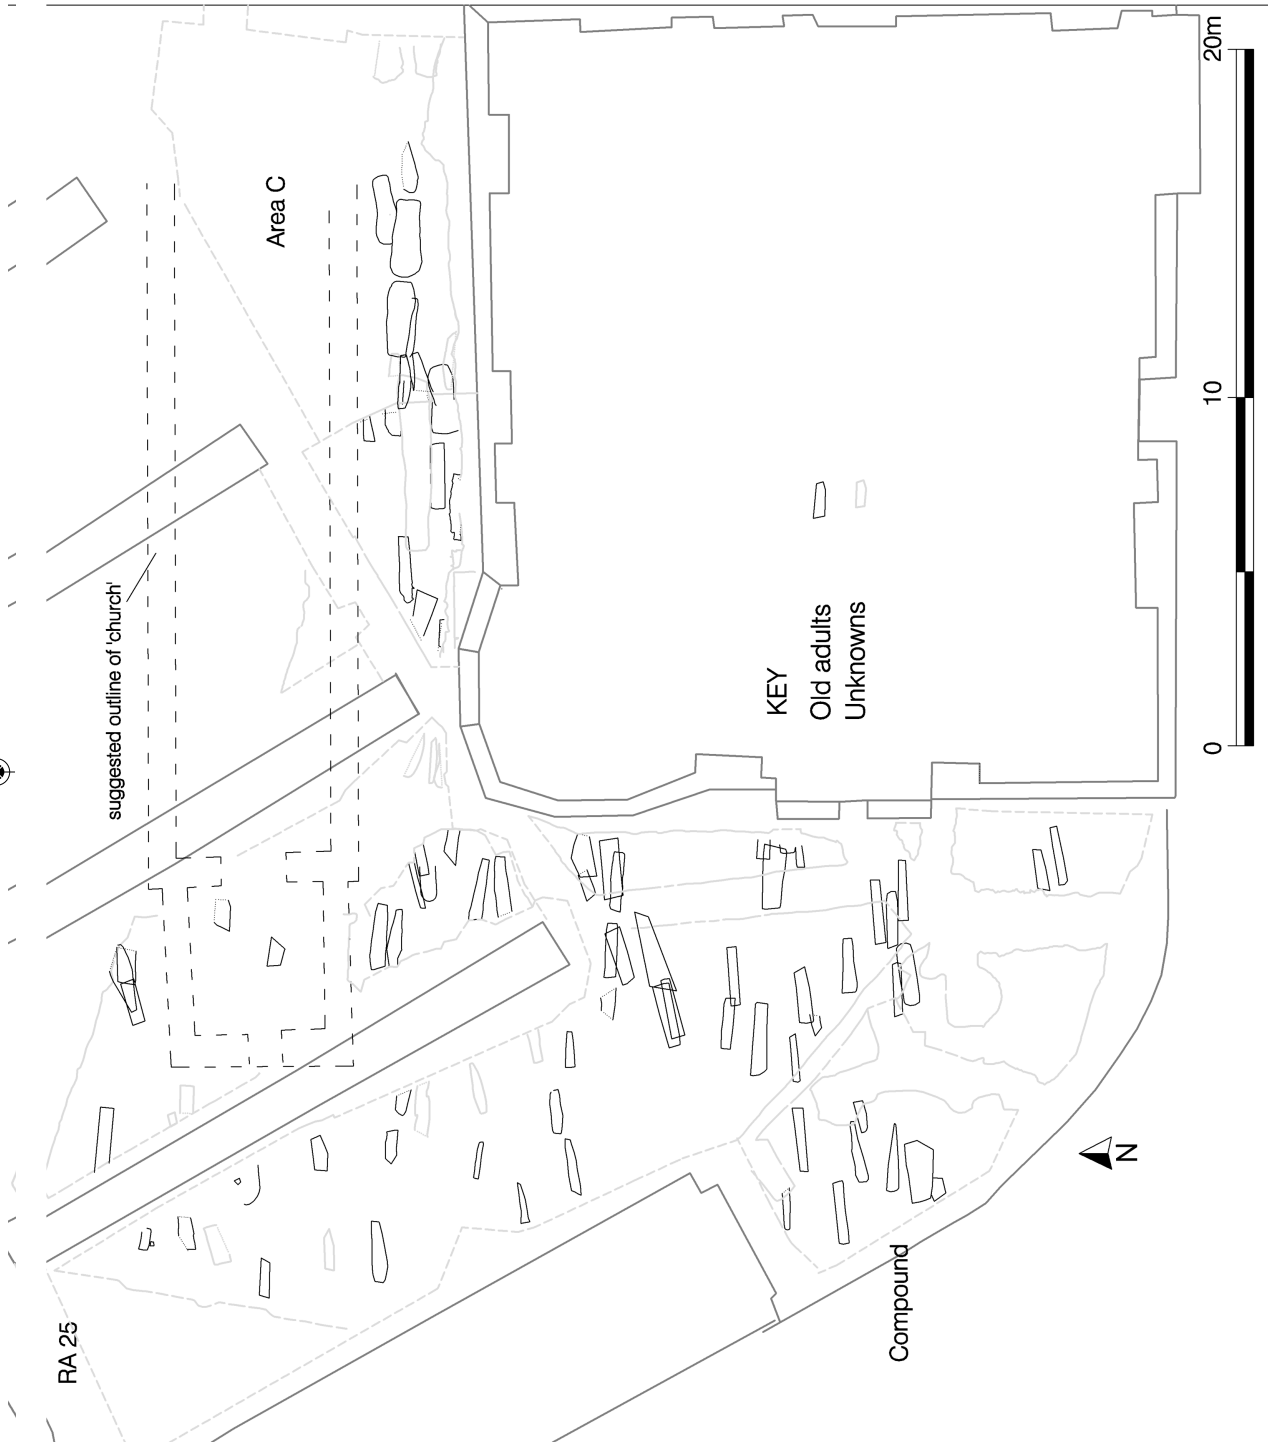 RA 25
suggested outline of 'church'
Area C
KEY
Old adults
Unknowns
Compound
N
0
10
20m